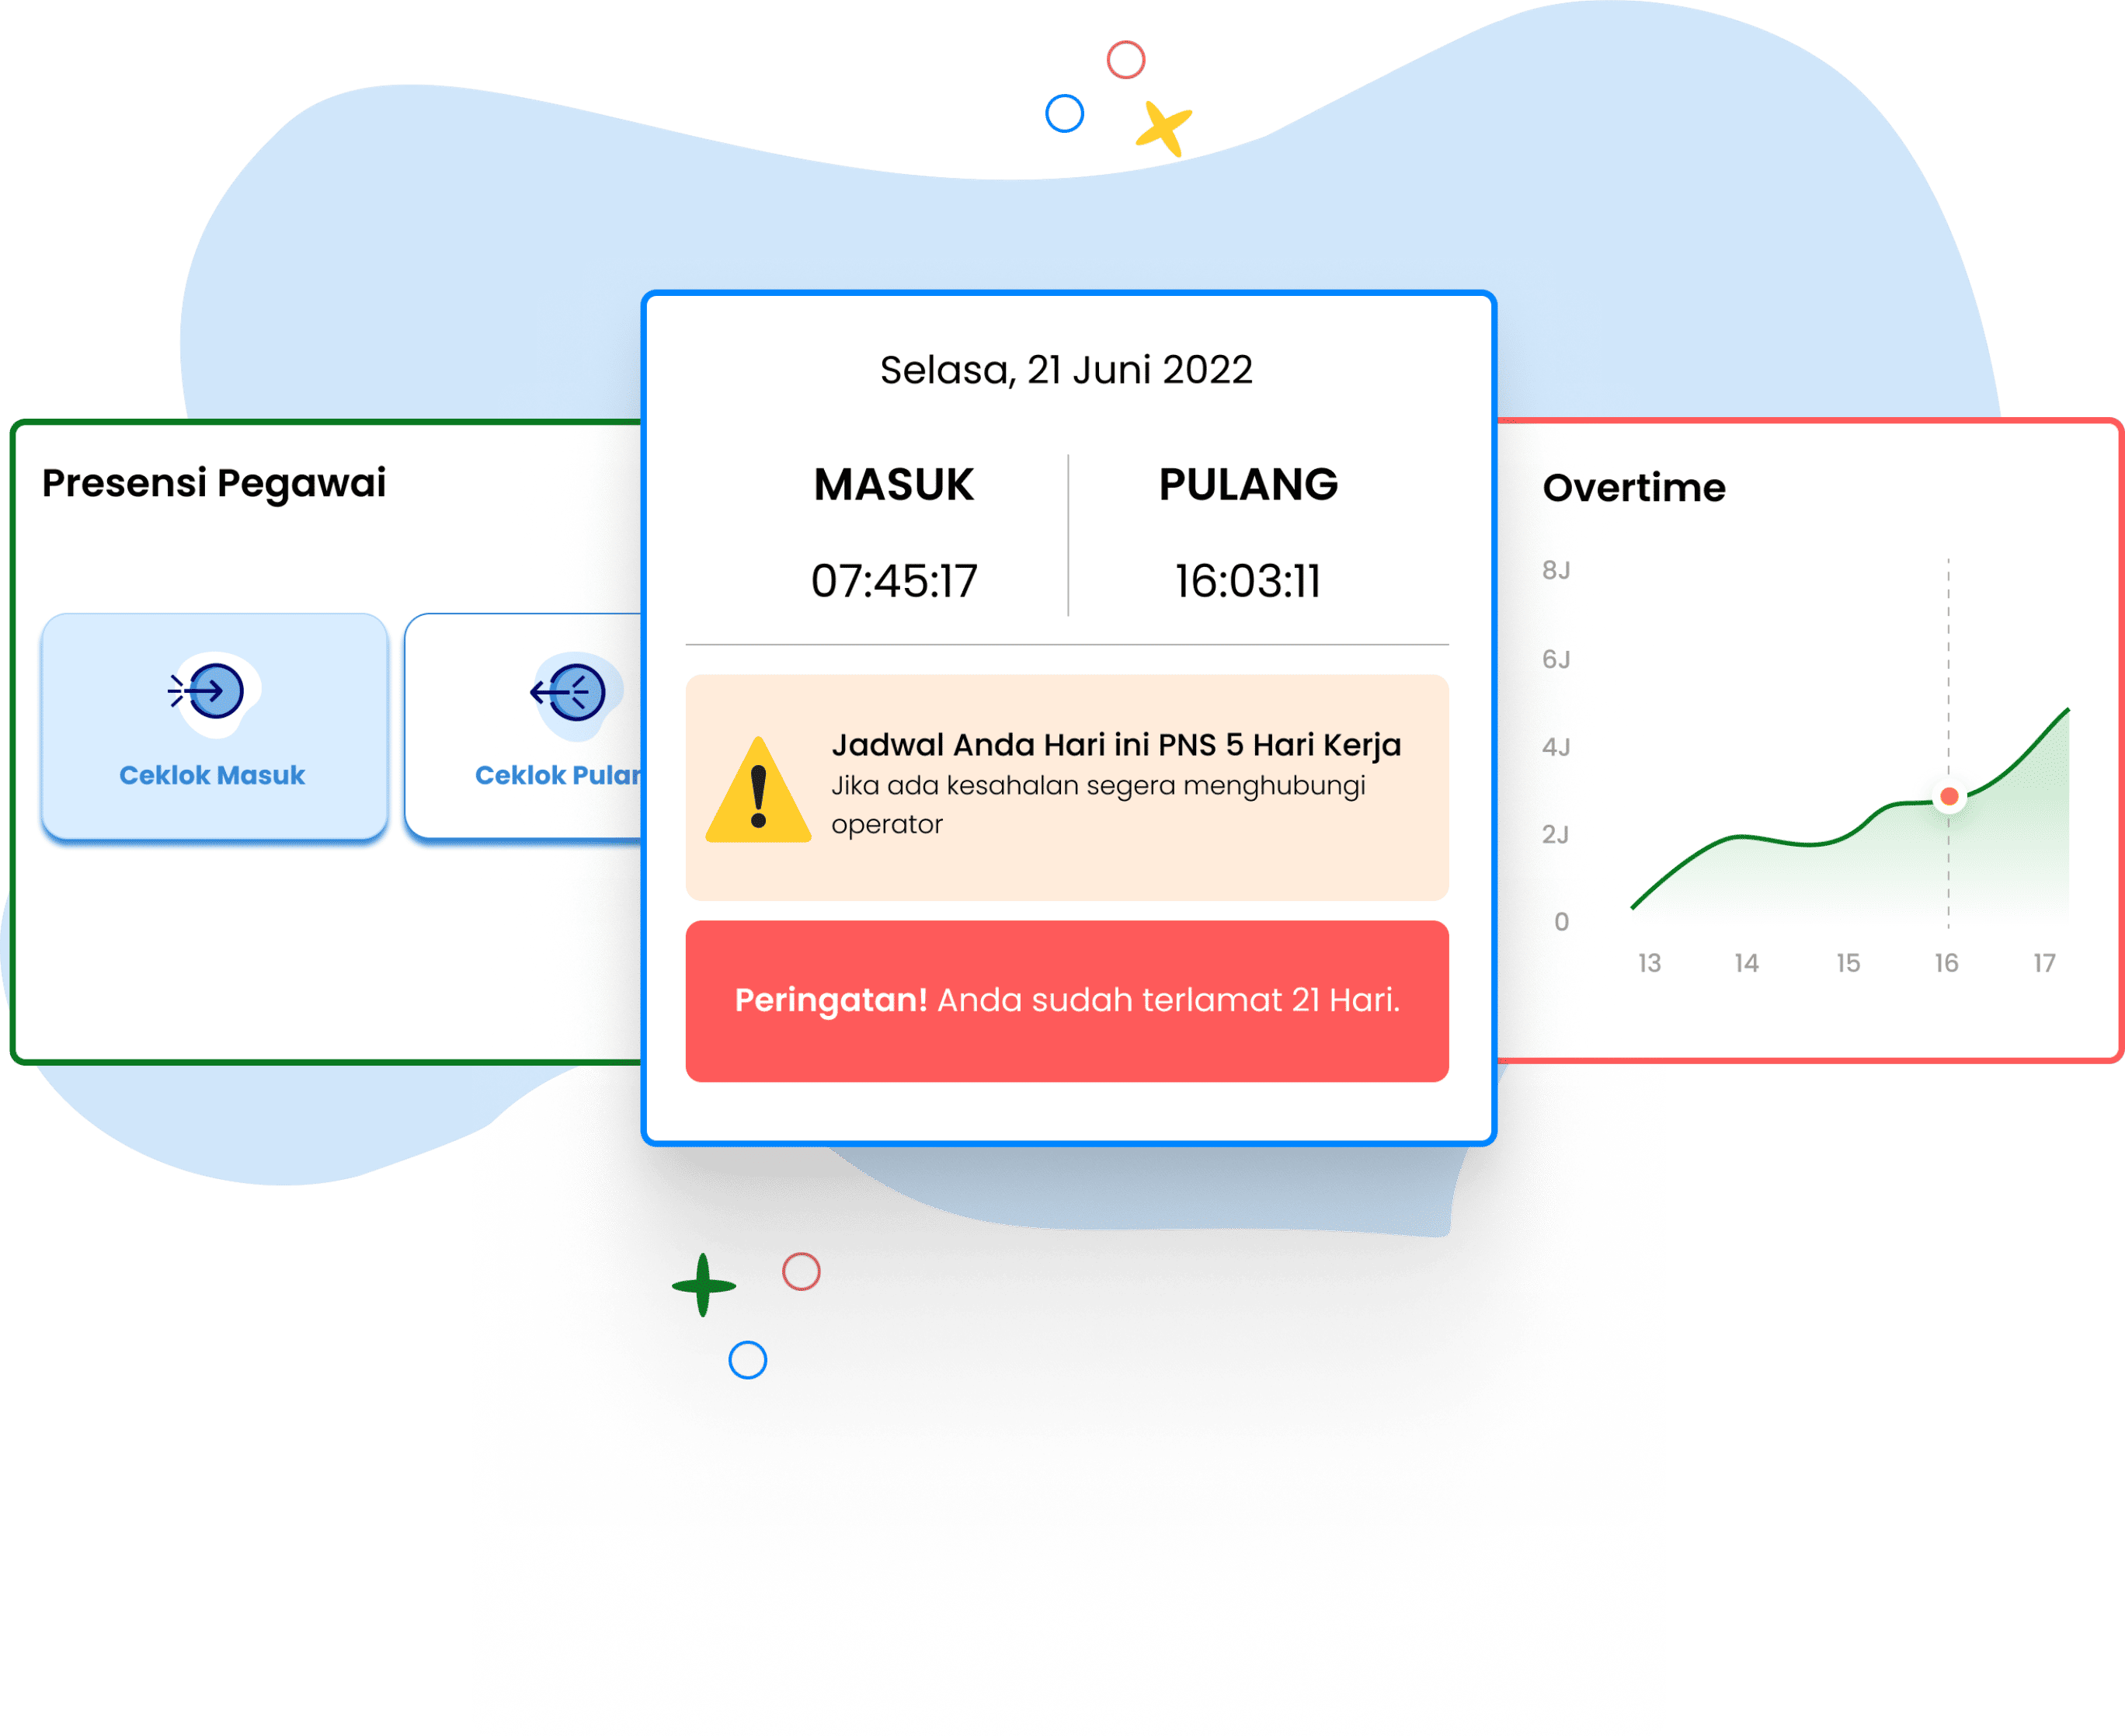 Presensi Pegawai
Ceklok Masuk
Ceklok Pular
Selasa, 21 Juni 2022
MASUK
PULANG
07:45:17
16:03:11
Jadwal Anda Hari ini PNS 5 Hari Kerja
Jika ada kesahalan segera menghubungi
operator
Peringatan! Anda sudah terlamat 21 Hari.
Overtime
8J
6J
4J
2J
0
13 14 15 16 17